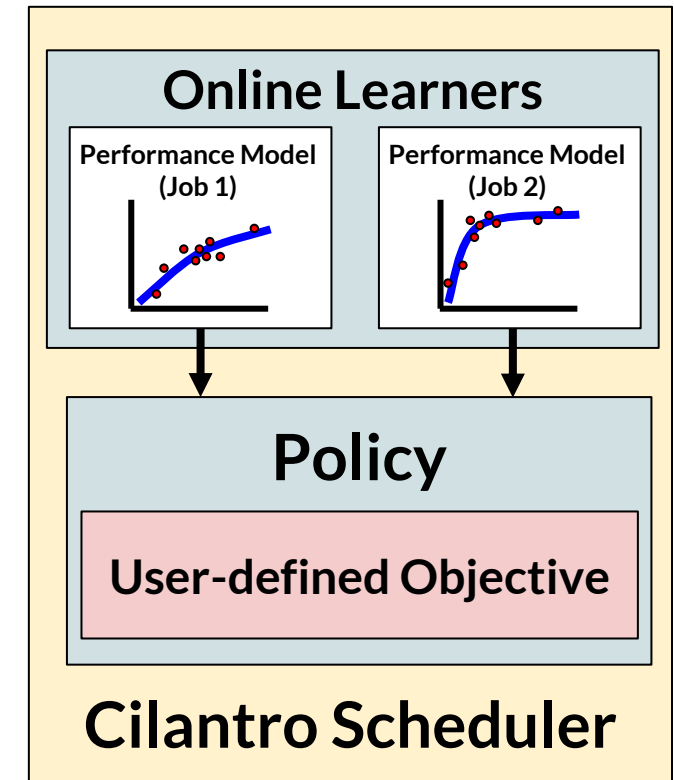 Online Learners
Performance Model
(Job 1)
Performance Model
(Job 2)
Policy
User-defined Objective
Cilantro Scheduler